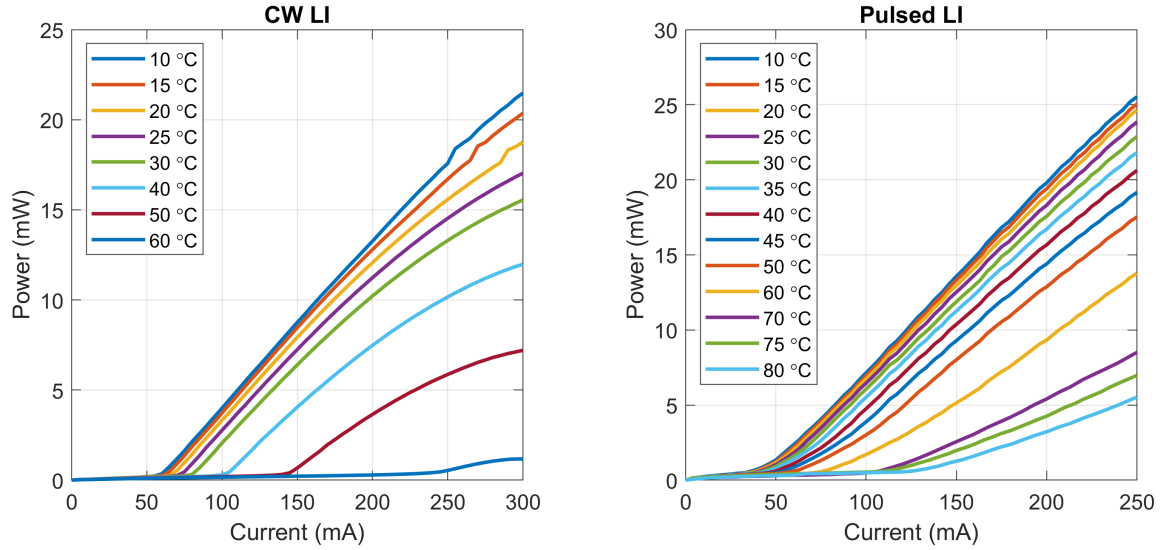 CW LI
25
20
15
10
5
0
0
50
100
150
200
250
300
Power (mW)
Current (mA)
10 °C
15 °C
20 °C
25 °C
30 °C
40 °C
50 °C
60 °C
Pulsed LI
30
25
20
15
10
5
0
0
50
100
150
200
250
Power (mW)
Current (mA)
10 °C
15 °C
20 °C
25 °C
30 °C
35 °C
40 °C
45 °C
50 °C
60 °C
70 °C
75 °C
80 °C